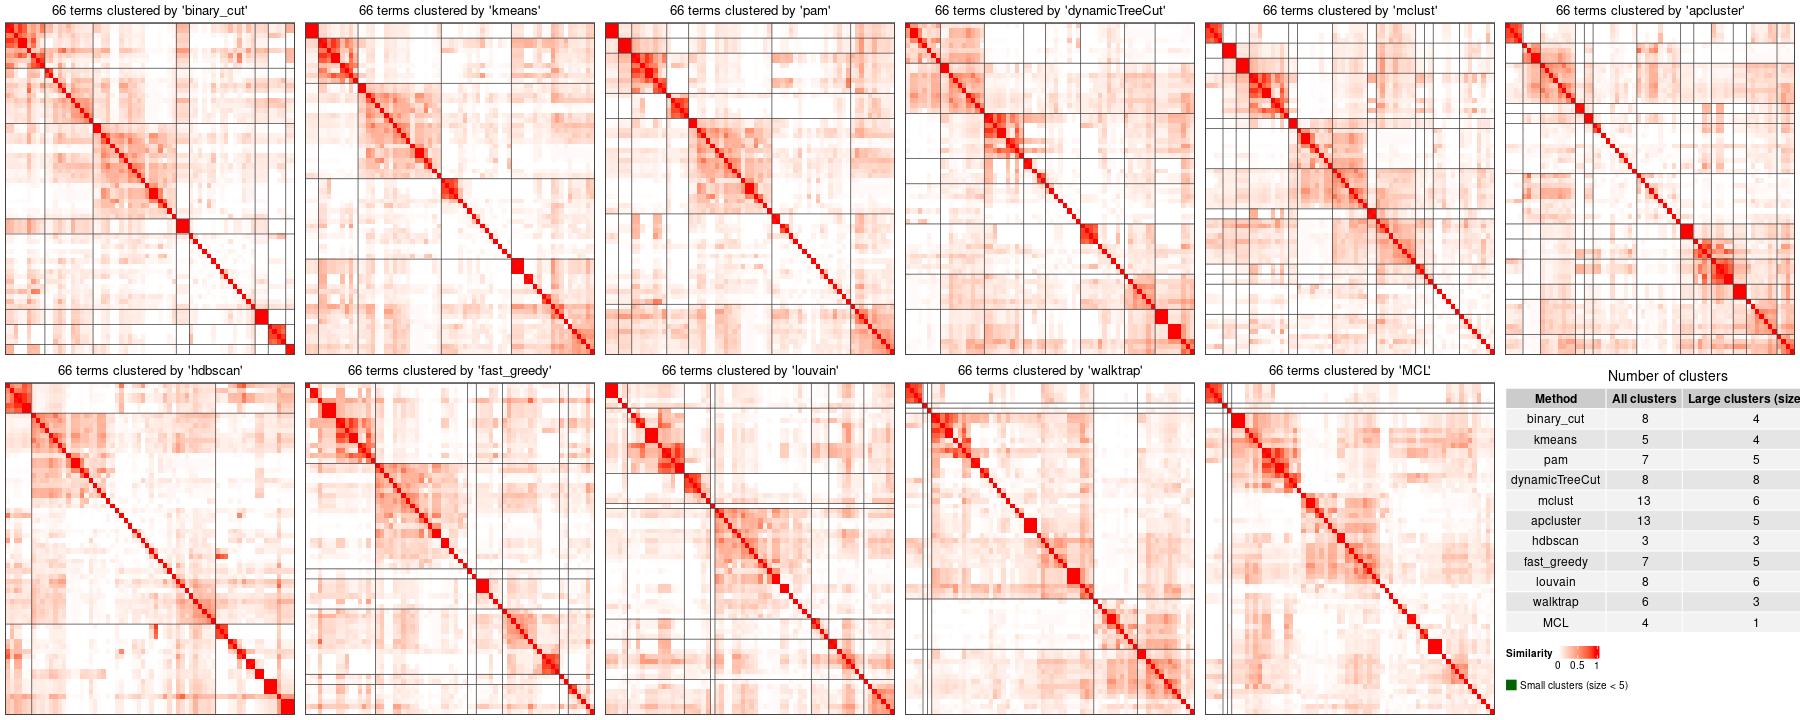 66 terms clustered by 'binary_cut'
66 terms clustered by 'kmeans'
66 terms clustered by 'pam'
66 terms clustered by 'dynamicTreeCut'
66 terms clustered by 'mclust'
66 terms clustered by 'apcluster'
66 terms clustered by 'hdbscan'
66 terms clustered by 'fast_greedy'
66 terms clustered by 'louvain'
66 terms clustered by 'walktrap'
66 terms clustered by 'MCL'
Number of clusters
Method All clusters Large clusters (size
binary_cut 8 4
kmeans 5 4
pam 7 5
dynamicTreeCut 8 8
mclust 13 6
apcluster 13 5
hdbscan 3 3
fast_greedy 7 5
louvain 8 6
walktrap 6 3
MCL 4 1
Similarity
0 0.5 1
Small clusters (size < 5)